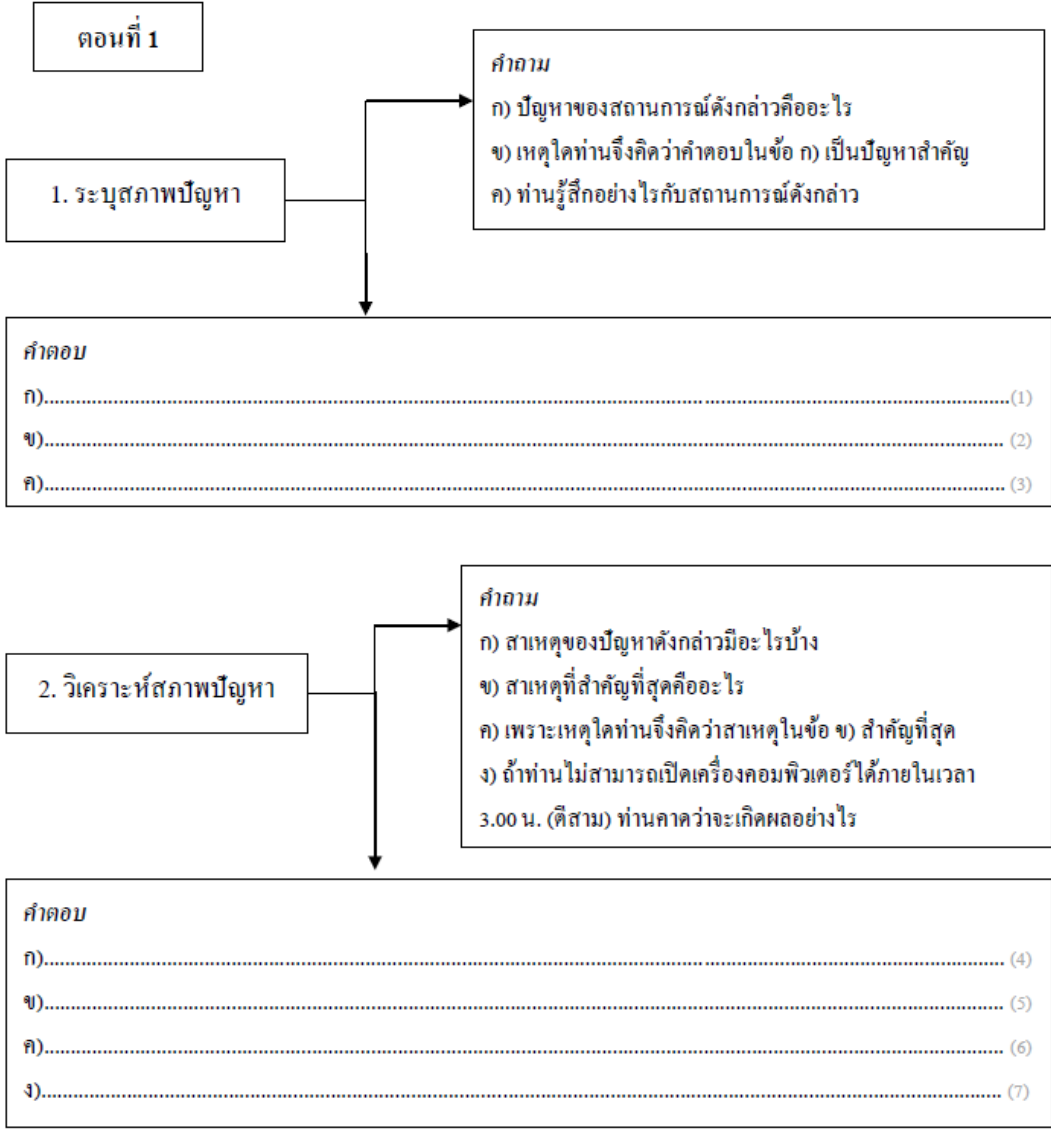 ตอนที่ 1
คำถาม
ก) ปัญหาของสถานการณ์ดังกล่าวคืออะไร
ข) เหตุใดท่านจึงคิดว่าคำตอบในข้อ ก) เป็นปัญหาสำคัญ
ค) ท่านรู้สึกอย่างไรกับสถานการณ์ดังกล่าว
1. ระบุสภาพปัญหา
คำตอบ
ก)..........(1)
ข)..........(2)
ค)..........(3)
คำถาม
ก) สาเหตุของปัญหาดังกล่าวมีอะไรบ้าง
ข) สาเหตุที่สำคัญที่สุดคืออะไร
ค) เพราะเหตุใดท่านจึงคิดว่าสาเหตุในข้อ ข) สำคัญที่สุด
ง) ถ้าท่านไม่สามารถเปิดเครื่องคอมพิวเตอร์ได้ภายในเวลา
3.00 น. (ตีสาม) ท่านคาดว่าจะเกิดผลอย่างไร
2. วิเคราะห์สภาพปัญหา
คำตอบ
ก)..........(4)
ข)..........(5)
ค)..........(6)
ง)..........(7)